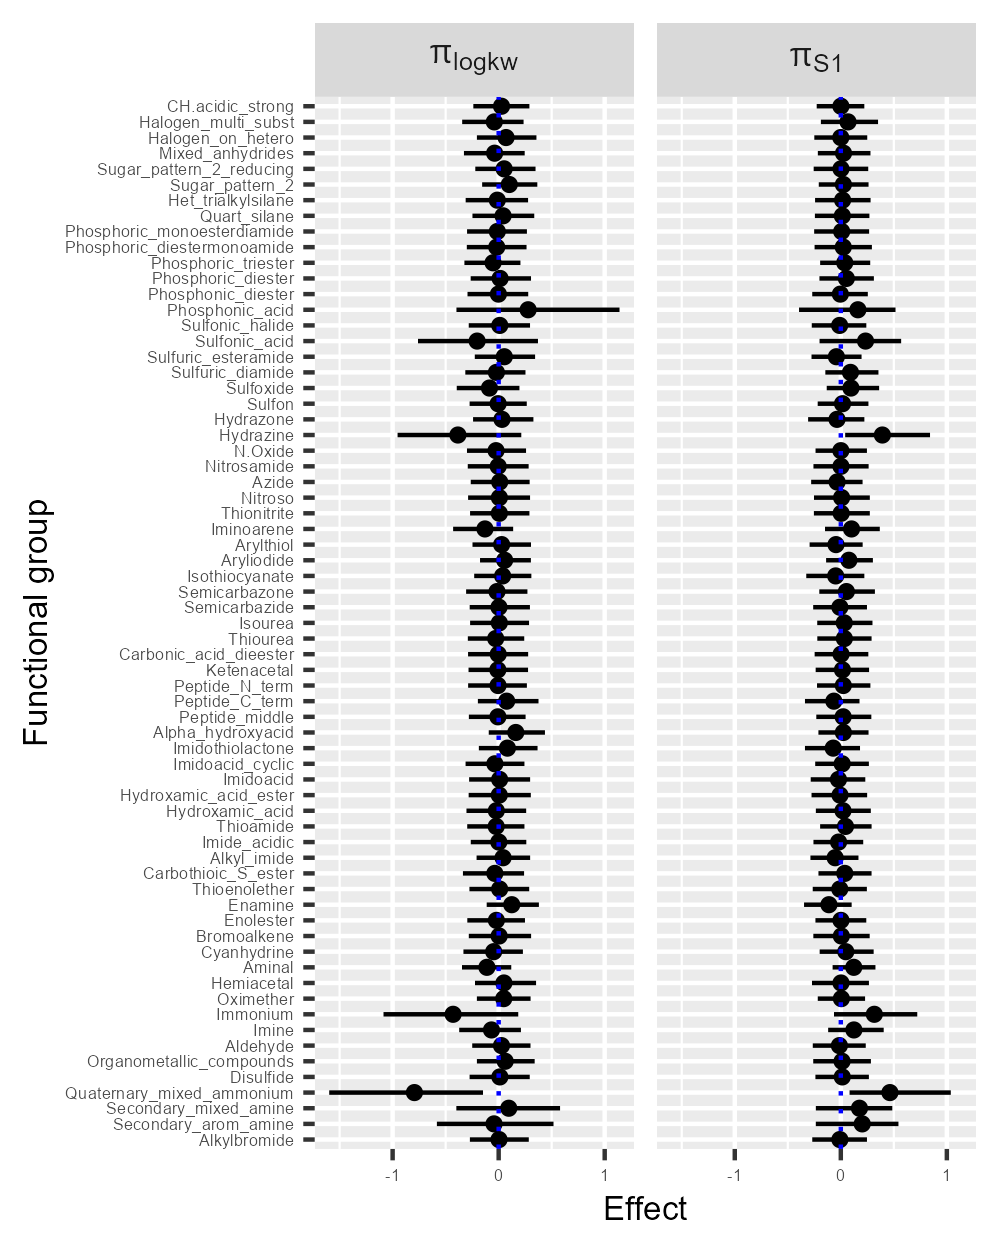 π logkw π S1
CH.acidic_strong
Halogen_multi_subst
Halogen_on_hetero
Mixed_anhydrides
Sugar_pattern_2_reducing
Sugar_pattern_2
Het_trialkylsilane
Quart_silane
Phosphoric_monoesterdiamide
Phosphoric_diestermonoamide
Phosphoric_triester
Phosphoric_diester
Phosphonic_diester
Phosphonic_acid
Sulfonic_halide
Sulfonic_acid
Sulfuric_esteramide
Sulfuric_diamide
Sulfoxide
Sulfon
Hydrazone
Hydrazine
N.Oxide
Nitrosamide
Azide
Nitroso
Thionitrite
Iminoarene
Arylthiol
Aryliodide
Isothiocyanate
Semicarbazone
Semicarbazide
Isourea
Thiourea
Carbonic_acid_dieester
Ketenacetal
Peptide_N_term
Peptide_C_term
Peptide_middle
Alpha_hydroxyacid
Imidothiolactone
Imidoacid_cyclic
Imidoacid
Hydroxamic_acid_ester
Hydroxamic_acid
Thioamide
Imide_acidic
Alkyl_imide
Carbothioic_S_ester
Thioenolether
Enamine
Enolester
Bromoalkene
Cyanhydrine
Aminal
Hemiacetal
Oximether
Immonium
Imine
Aldehyde
Organometallic_compounds
Disulfide
Quaternary_mixed_ammonium
Secondary_mixed_amine
Secondary_arom_amine
Alkylbromide
Functional group
-1 0 1 -1 0 1
Effect